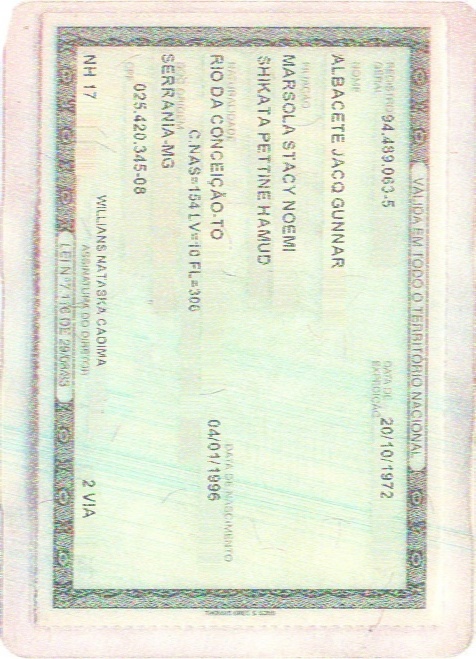 VÁLIDA EM TODO O TERRITÓRIO NACIONAL
REGISTRO GERAL 94.489.063-5 DATA DE EXPEDIÇÃO 20/10/1972
NOME
ALBACETE JACQ GUNNAR
FILIAÇÃO
MARSOLA STACY NOEMI
SHIKATA PETTINE HAMUD
NATURALIDADE DATA DE NASCIMENTO
RIO DA CONCEIÇÃO-TO 04/01/1996
C.NAS=154 LV=10 FL=306
DOC ORIGEM
SERRANIA-MG
CPF 025.420.345-08
WILLIANS NATASKA CADIMA
NH 17 2 VIA
ASSINATURA DO DIRETOR
LEI Nº 7.116 DE 29/08/83